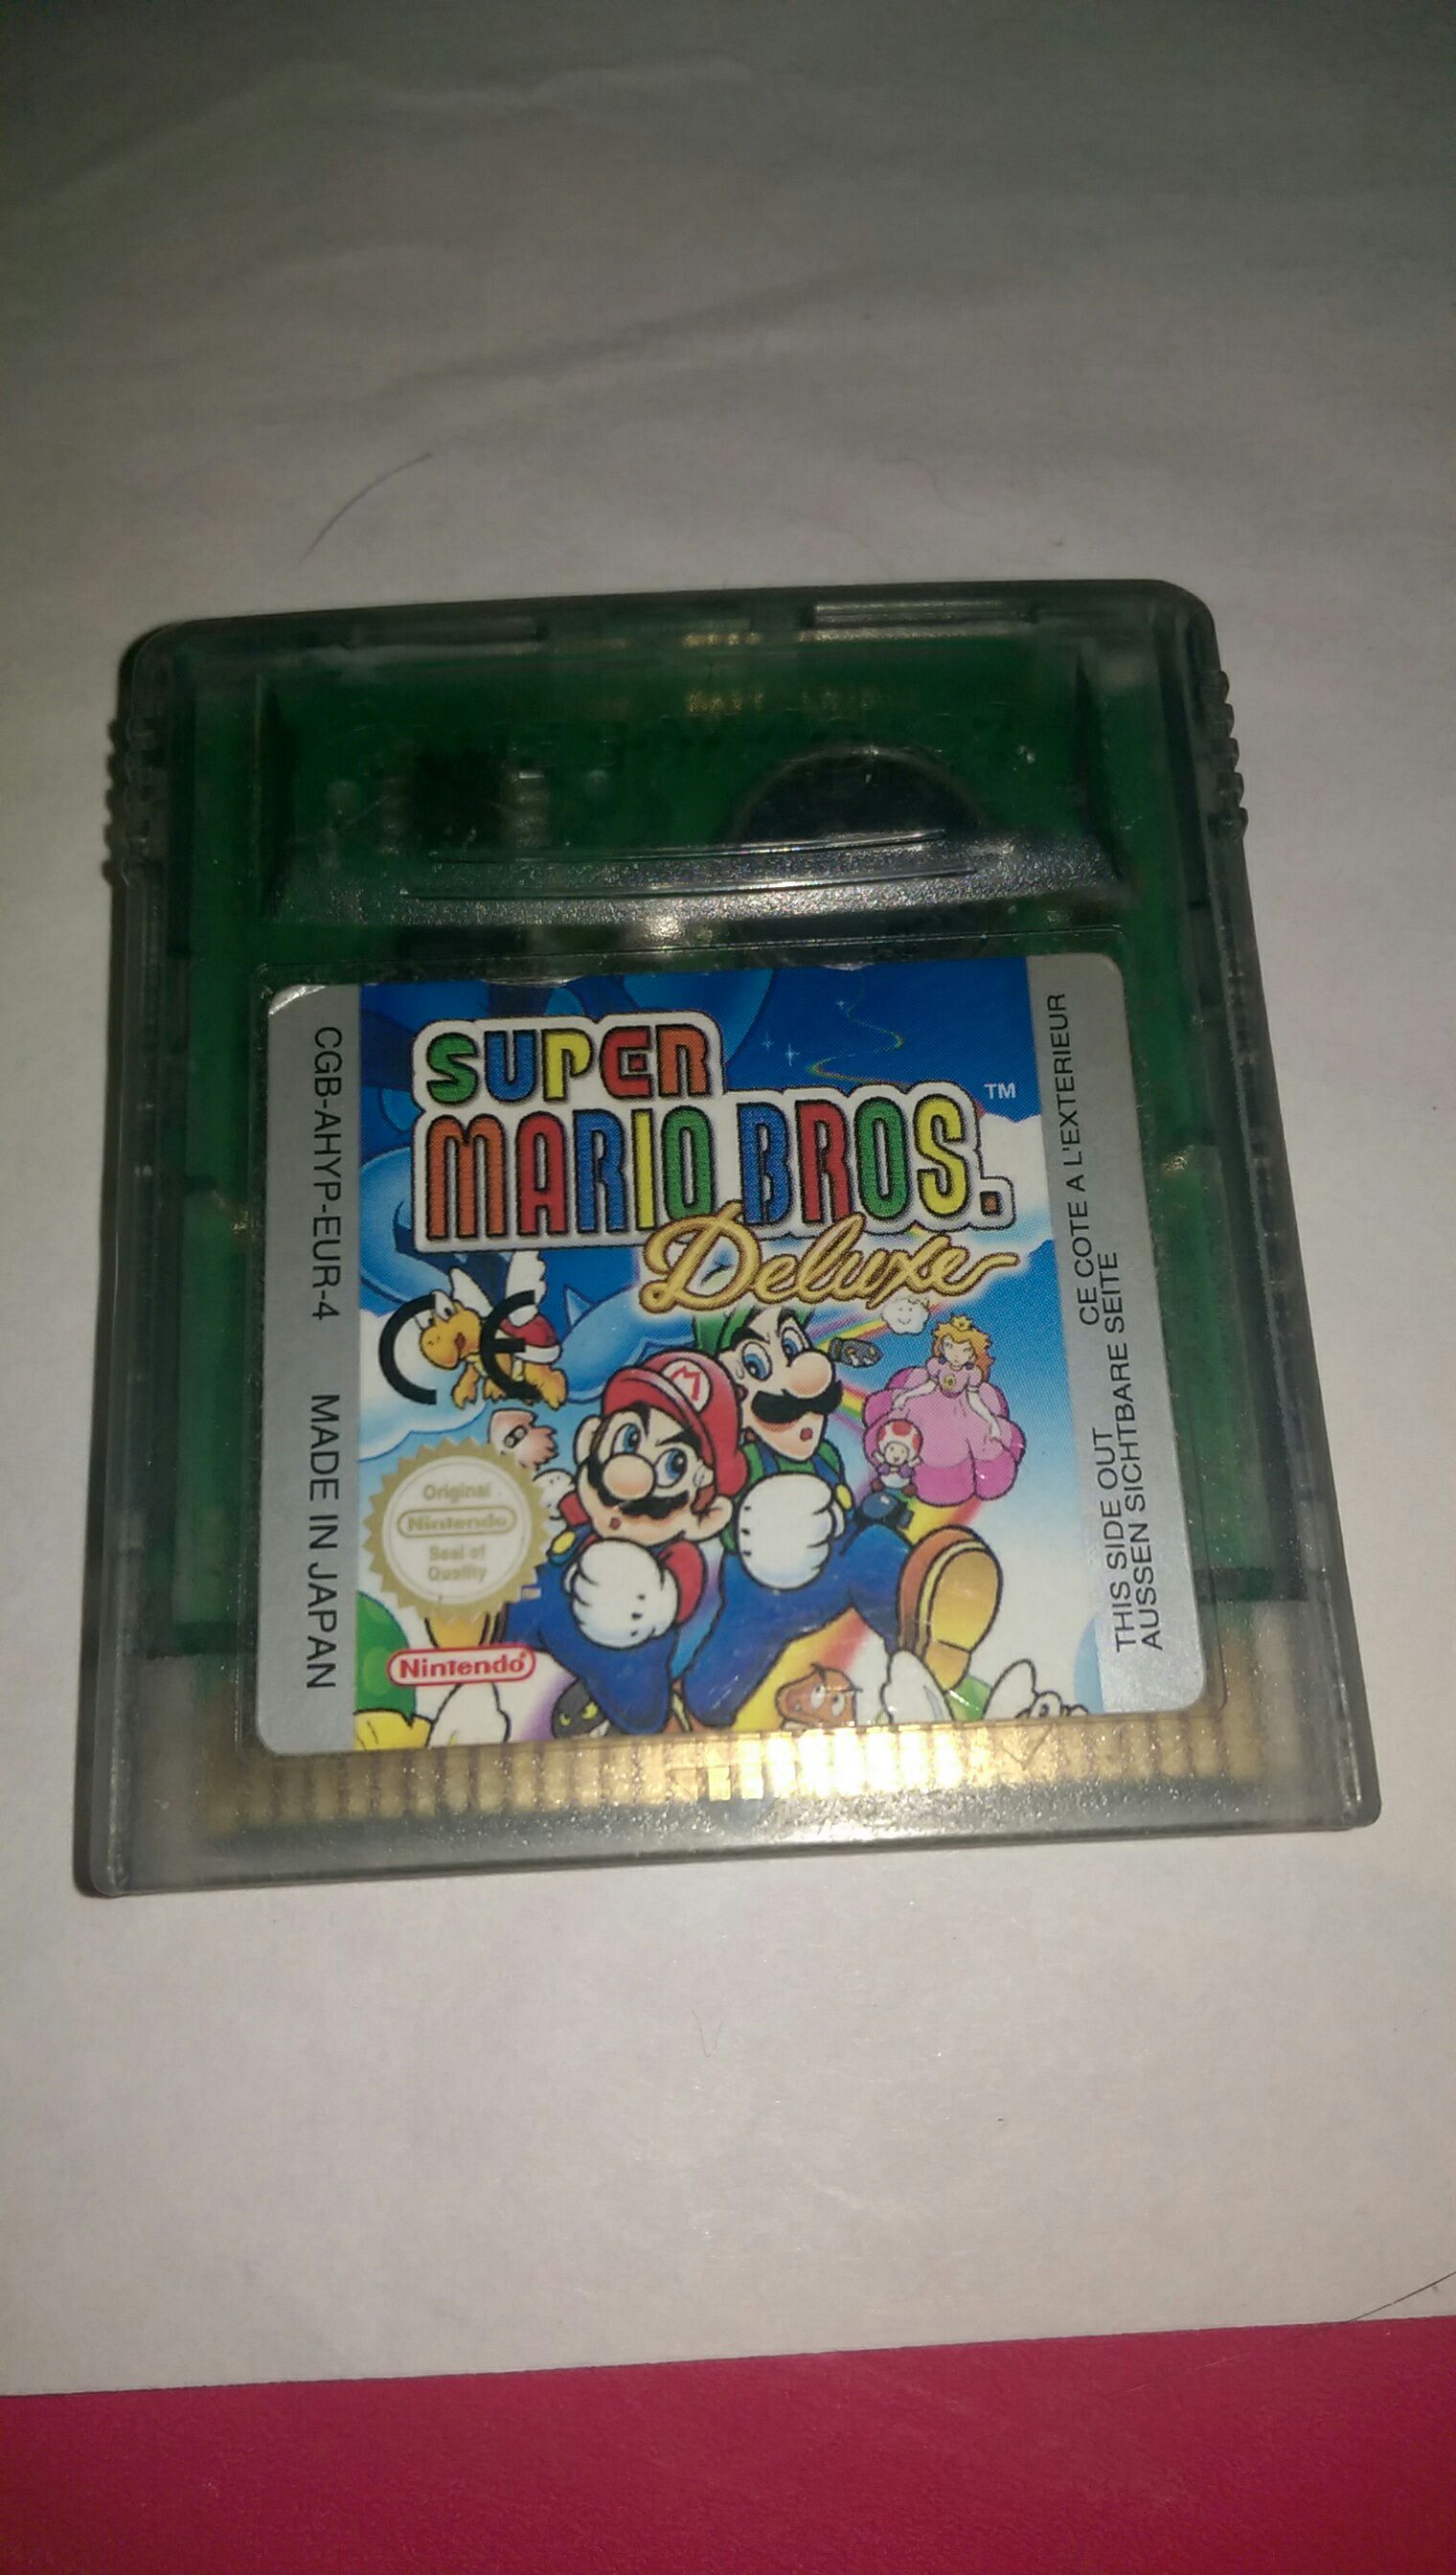 SUPER
MARIO BROS.
TM
Deluxe
CE
M
Original
Nintendo
Seal of
Quality
Nintendo
CGB-AHYP-EUR-4 MADE IN JAPAN
THIS SIDE OUT CE COTE A L'EXTERIEUR
AUSSEN SICHTBARE SEITE